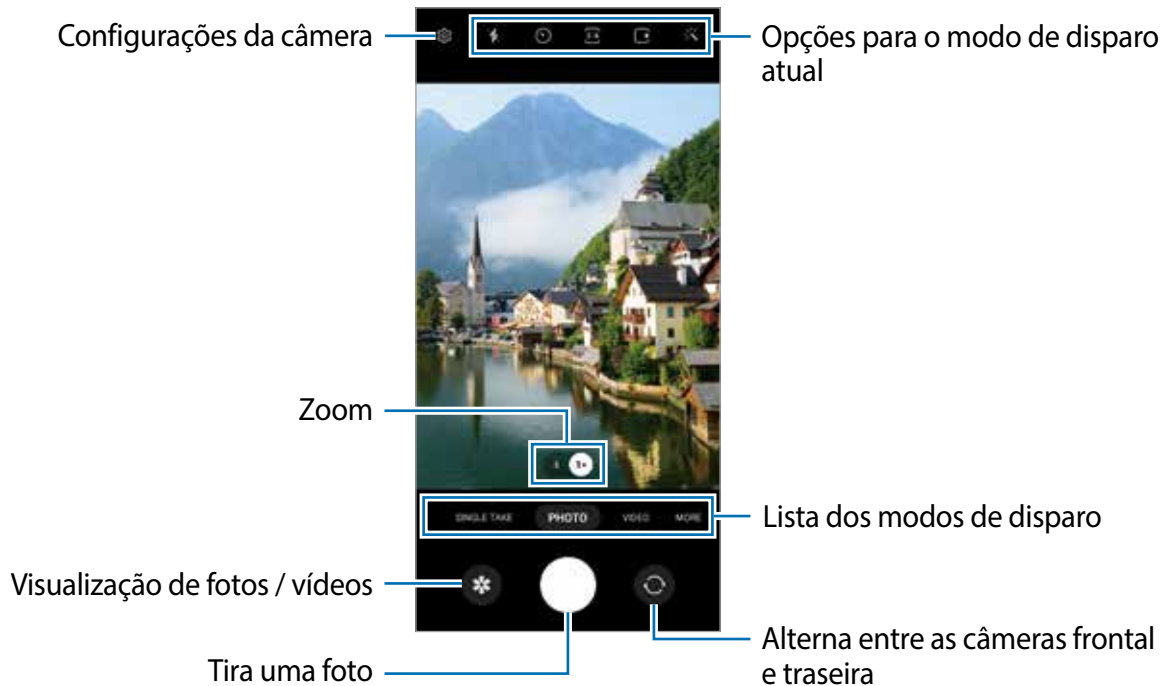 Configurações da câmera
Opções para o modo de disparo
atual
Zoom
1x
SINGLE TAKE PHOTO VIDEO MORE
Lista dos modos de disparo
Visualização de fotos / vídeos
Tira uma foto
Alterna entre as câmeras frontal
e traseira